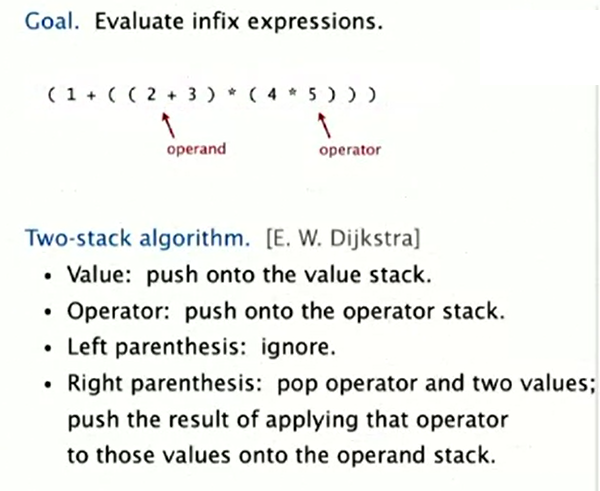 Goal. Evaluate infix expressions.
( 1 + ( ( 2 + 3 ) * ( 4 * 5 ) ) )
operand operator
Two-stack algorithm. [E. W. Dijkstra]
• Value: push onto the value stack.
• Operator: push onto the operator stack.
• Left parenthesis: ignore.
• Right parenthesis: pop operator and two values;
push the result of applying that operator
to those values onto the operand stack.